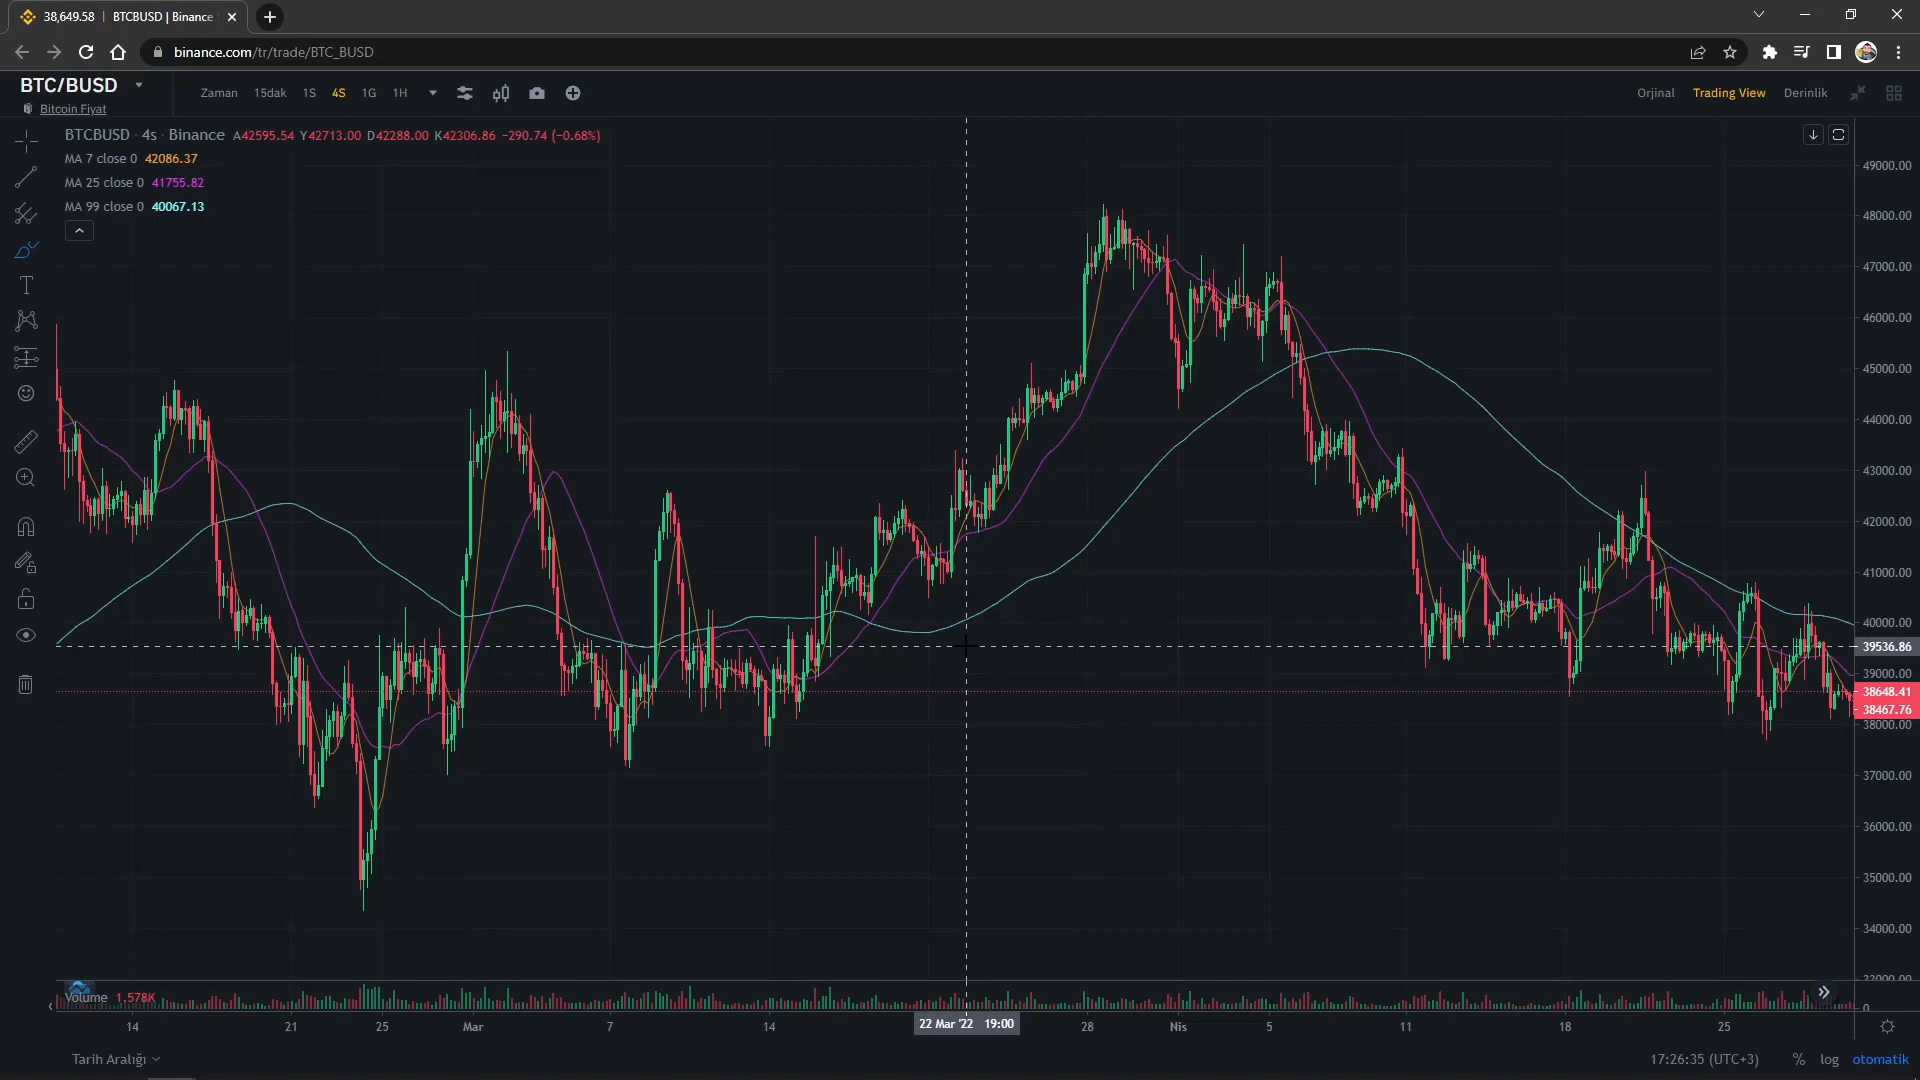 38,649.58 | BTCBUSD | Binance
binance.com/tr/trade/BTC_BUSD
BTC/BUSD
Bitcoin Fiyat
Zaman 15dak 1S 4S 1G 1H
Orjinal Trading View Derinlik
BTCBUSD · 4s · Binance A42595.54 Y42713.00 D42288.00 K42306.86 −290.74 (−0.68%)
MA 7 close 0 42086.37
MA 25 close 0 41755.82
MA 99 close 0 40067.13
49000.00
48000.00
47000.00
46000.00
45000.00
44000.00
43000.00
42000.00
41000.00
40000.00
39536.86
39000.00
38648.41
38467.76
38000.00
37000.00
36000.00
35000.00
34000.00
Volume 1.578K
0
14 21 25 Mar 7 14 22 Mar '22 19:00 28 Nis 5 11 18 25
Tarih Aralığı
17:26:35 (UTC+3) % log otomatik